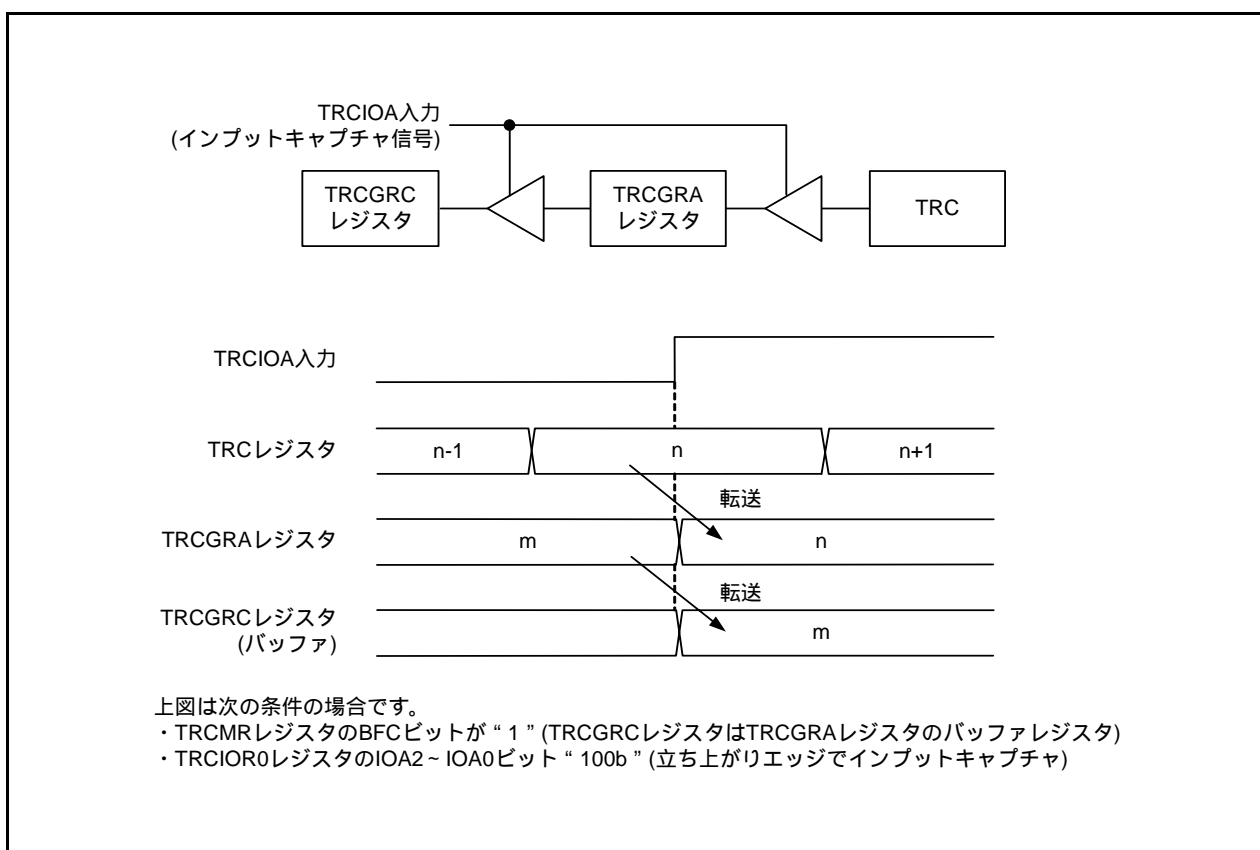 TRCIOA入力
(インプットキャプチャ信号)
TRCGRC
レジスタ
TRCGRA
レジスタ
TRC
TRCIOA入力
TRCレジスタ
n-1
n
n+1
転送
TRCGRAレジスタ
m
n
転送
TRCGRCレジスタ
(バッファ)
m
上図は次の条件の場合です。
・TRCMRレジスタのBFCビットが“1”(TRCGRCレジスタはTRCGRAレジスタのバッファレジスタ)
・TRCIOR0レジスタのIOA2~IOA0ビット“100b”(立ち上がりエッジでインプットキャプチャ)